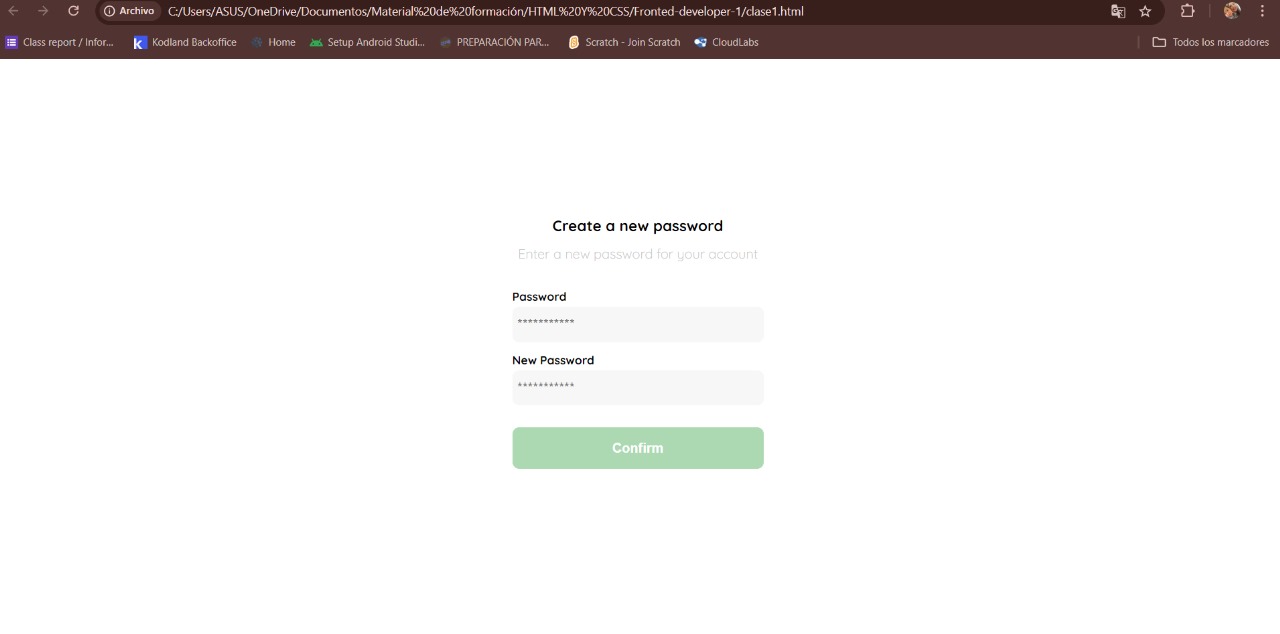 Archivo C:/Users/ASUS/OneDrive/Documentos/Material%20de%20formación/HTML%20Y%20CSS/Fronted-developer-1/clase1.html
Class report / Infor... Kodland Backoffice Home Setup Android Studi... PREPARACIÓN PAR... Scratch - Join Scratch CloudLabs Todos los marcadores
Create a new password
Enter a new password for your account
Password
***********
New Password
***********
Confirm